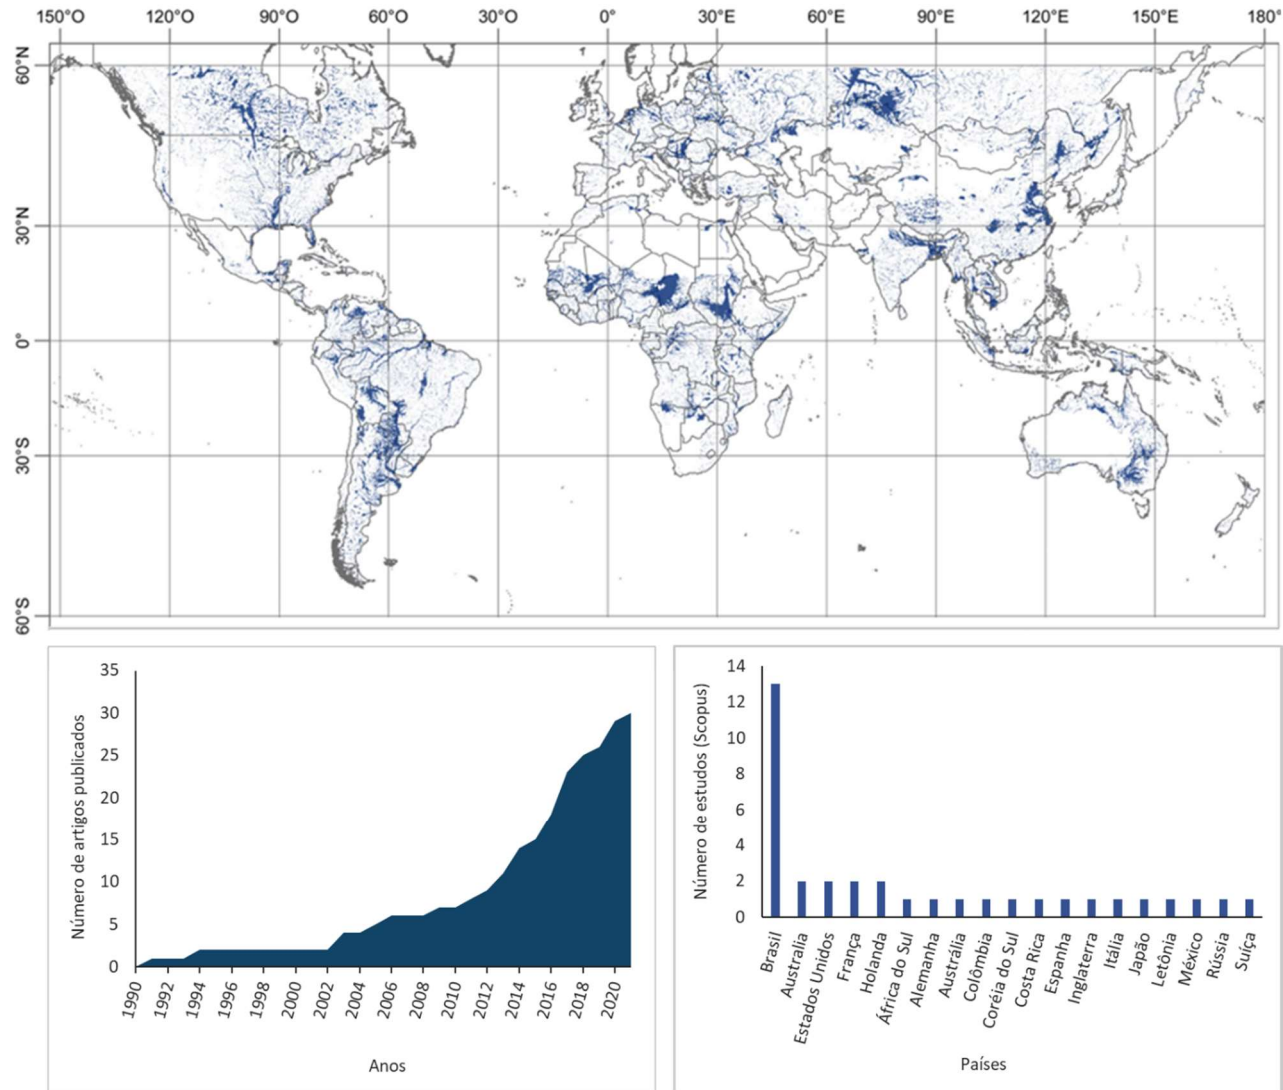 150°O 120°O 90°O 60°O 30°O 0° 30°E 60°E 90°E 120°E 150°E 180°
60°N
30°N
0°
30°S
60°S
35
30
25
20
15
10
5
0
Número de artigos publicados
1990 1992 1994 1996 1998 2000 2002 2004 2006 2008 2010 2012 2014 2016 2018 2020
Anos
14
12
10
8
6
4
2
0
Número de estudos (Scopus)
Brasil
Australia
Estados Unidos
França
Holanda
África do Sul
Alemanha
Austrália
Colômbia
Coréia do Sul
Costa Rica
Espanha
Inglaterra
Itália
Japão
Letônia
México
Rússia
Suíça
Países